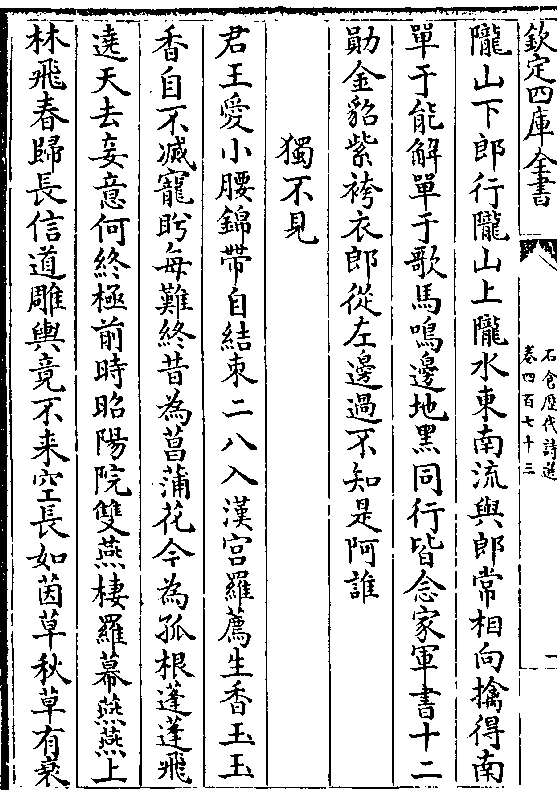 欽定四庫全書
石倉歷代詩選
卷四百七十三
一
隴山下郎行隴山上隴水東南流與郎常相向擒得南
單于能解單于歌馬鳴邊地黑同行皆念家軍書十二
勛金貂紫袴衣郎從左邊過不知是阿誰
獨不見
君王愛小腰錦帶自結束二八入漢宮羅薦生香玉玉
香自不減寵盻每難終昔為菖蒲花今為孤根蓬蓬飛
遶天去妾意何終極前時昭陽院雙燕棲羅幕燕燕上
林飛春歸長信道雕輿竟不来空長如茵草秋草有衰